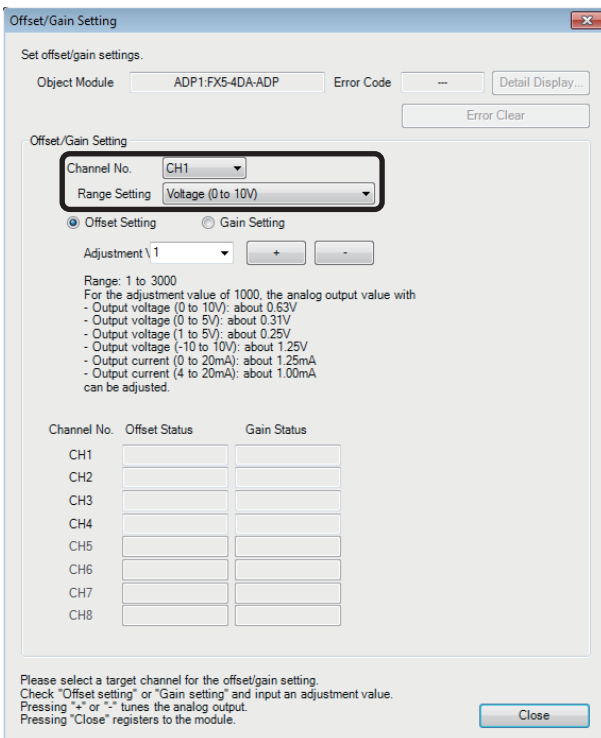 Offset/Gain Setting
Set offset/gain settings.
Object Module ADP1:FX5-4DA-ADP Error Code --- Detail Display...
Error Clear
Offset/Gain Setting
Channel No. CH1
Range Setting Voltage (0 to 10V)
Offset Setting Gain Setting
Adjustment \ 1 + -
Range: 1 to 3000
For the adjustment value of 1000, the analog output value with
- Output voltage (0 to 10V): about 0.63V
- Output voltage (0 to 5V): about 0.31V
- Output voltage (1 to 5V): about 0.25V
- Output voltage (-10 to 10V): about 1.25V
- Output current (0 to 20mA): about 1.25mA
- Output current (4 to 20mA): about 1.00mA
can be adjusted.
Channel No. Offset Status Gain Status
CH1
CH2
CH3
CH4
CH5
CH6
CH7
CH8
Please select a target channel for the offset/gain setting.
Check "Offset setting" or "Gain setting" and input an adjustment value.
Pressing "+" or "-" tunes the analog output.
Pressing "Close" registers to the module.
Close